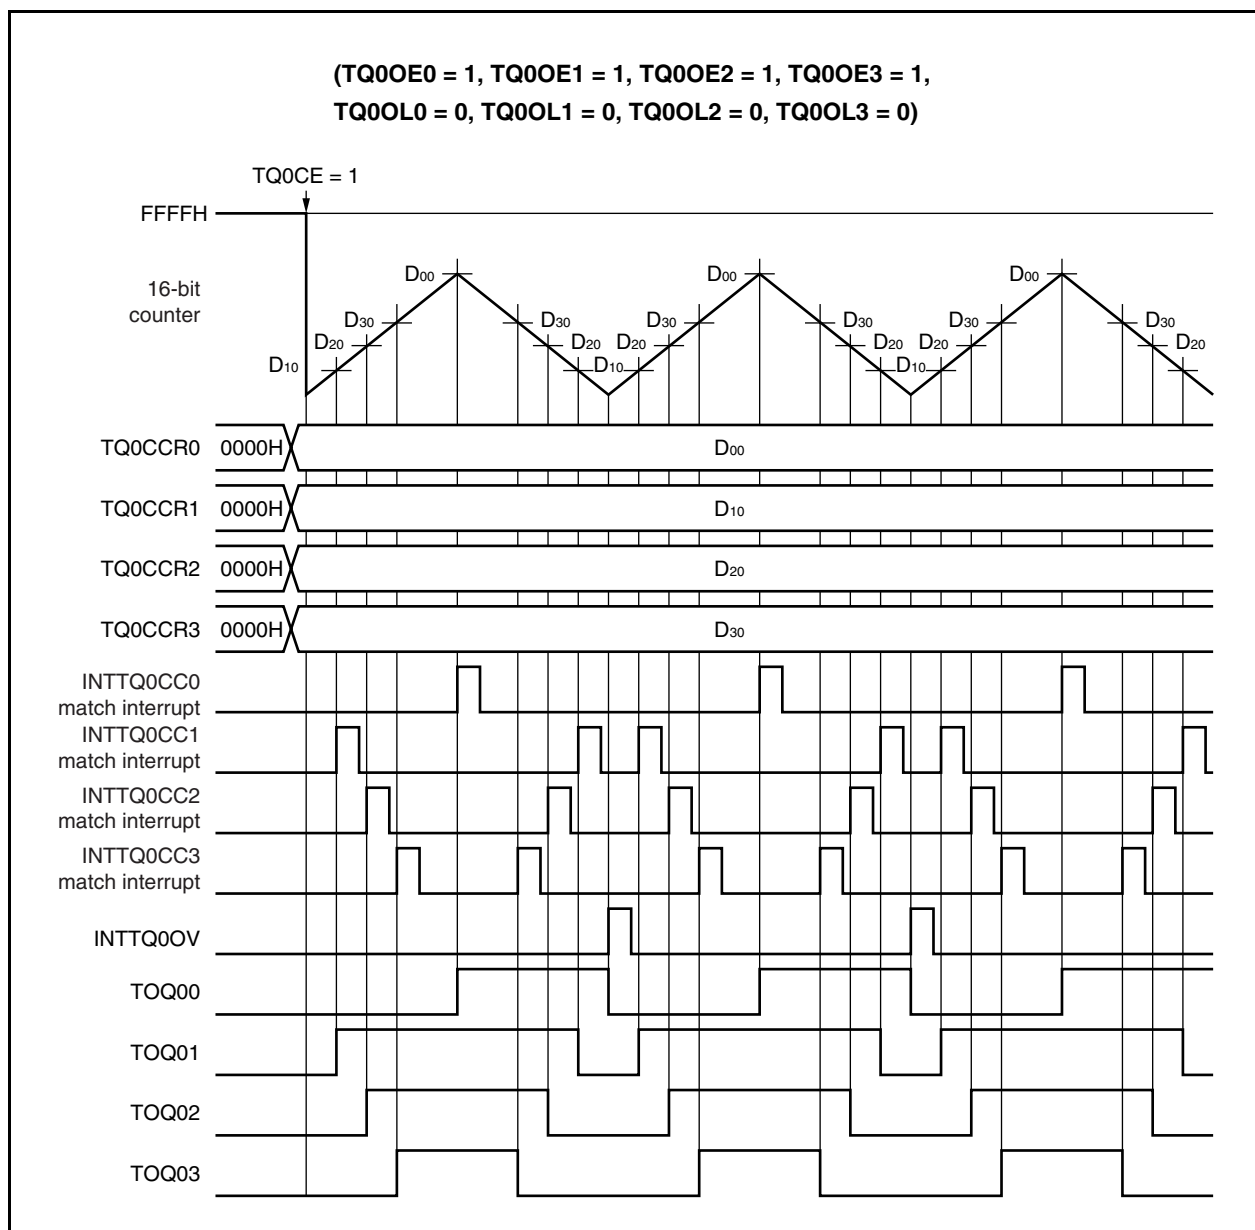 (TQ0OE0 = 1, TQ0OE1 = 1, TQ0OE2 = 1, TQ0OE3 = 1,
TQ0OL0 = 0, TQ0OL1 = 0, TQ0OL2 = 0, TQ0OL3 = 0)
TQ0CE = 1
FFFFH
16-bit
counter
D00 D00 D00
D30 D30 D30 D30 D30 D30
D20 D20 D20 D20 D20 D20
D10 D10 D10
TQ0CCR0 0000H D00
TQ0CCR1 0000H D10
TQ0CCR2 0000H D20
TQ0CCR3 0000H D30
INTTQ0CC0
match interrupt
INTTQ0CC1
match interrupt
INTTQ0CC2
match interrupt
INTTQ0CC3
match interrupt
INTTQ0OV
TOQ00
TOQ01
TOQ02
TOQ03